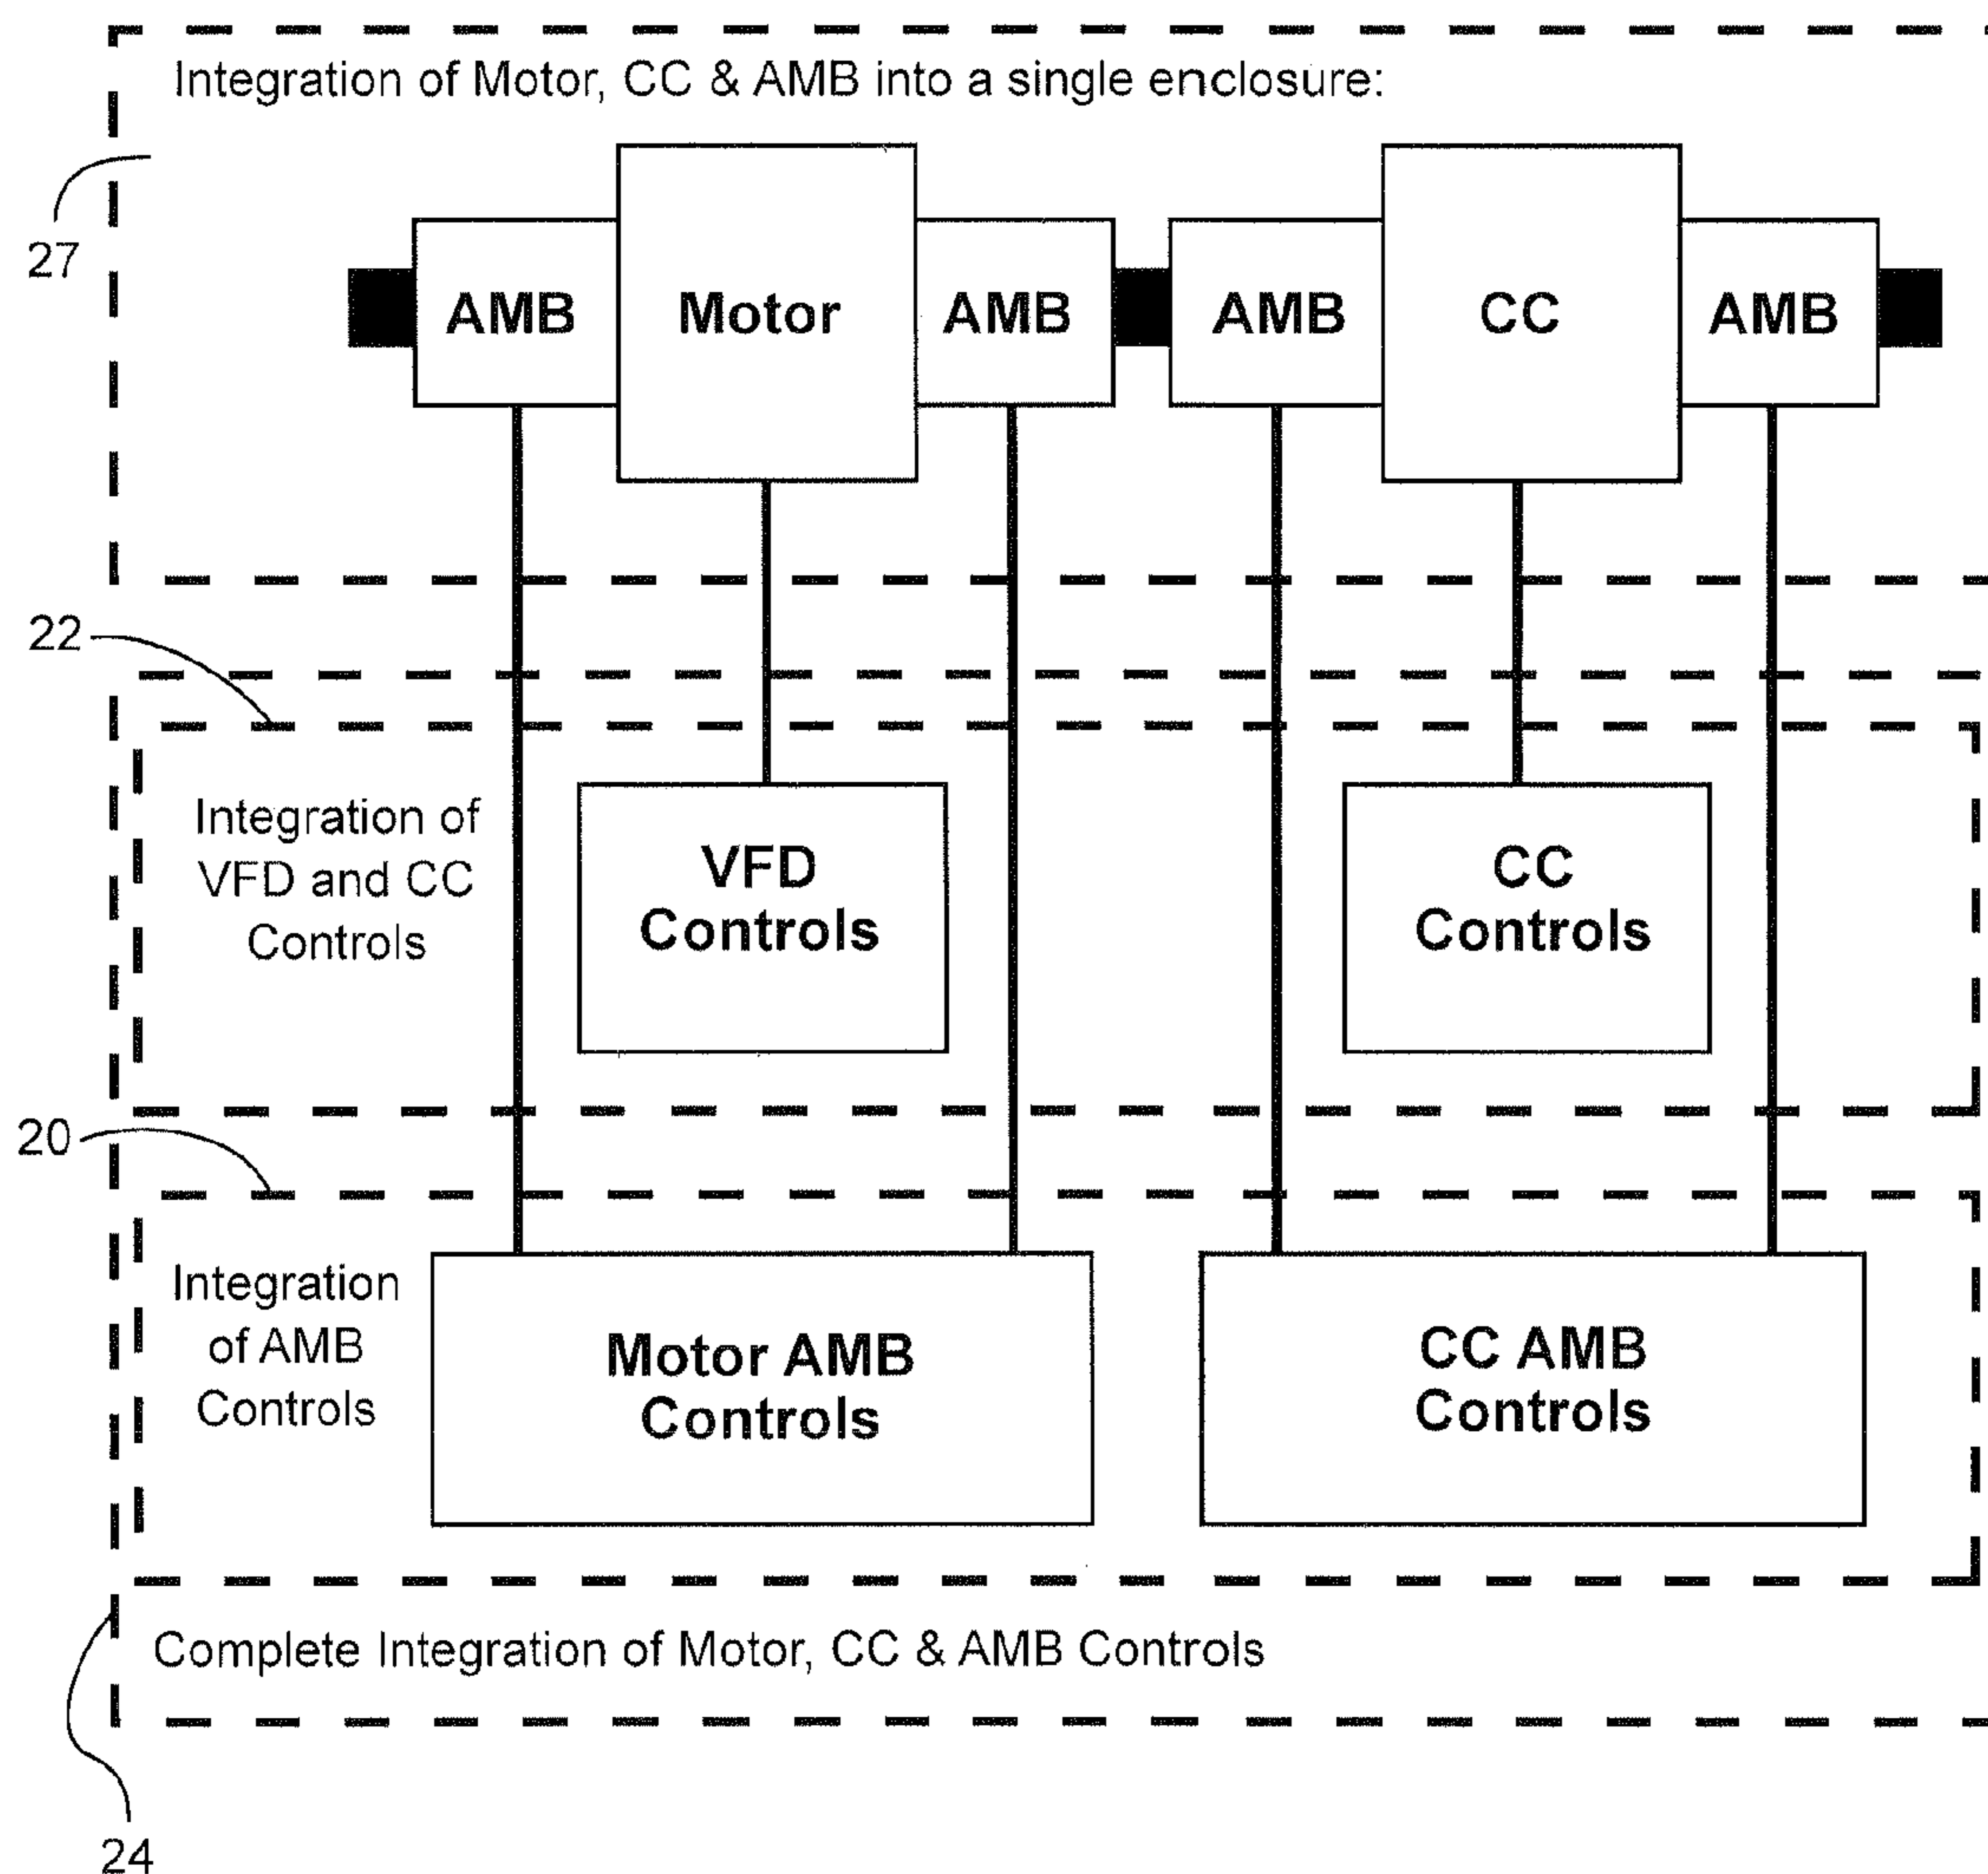 Integration of Motor, CC & AMB into a single enclosure:
27
AMB
Motor
AMB
AMB
CC
AMB
22
Integration of
VFD and CC
Controls
VFD
Controls
CC
Controls
20
Integration
of AMB
Controls
Motor AMB
Controls
CC AMB
Controls
Complete Integration of Motor, CC & AMB Controls
24